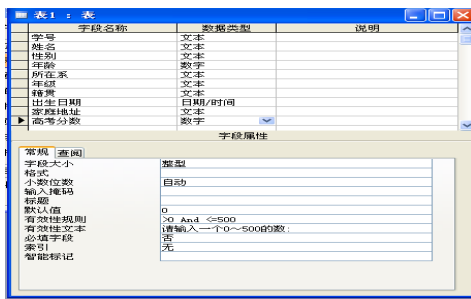 表1 : 表
字段名称 数据类型 说明
学号 文本
姓名 文本
性别 文本
年龄 数字
所在系 文本
年级 文本
籍贯 文本
出生日期 日期/时间
家庭地址 文本
高考分数 数字
字段属性
常规 查阅
字段大小 整型
格式
小数位数 自动
输入掩码
标题
默认值 0
有效性规则 >0 And <=500
有效性文本 请输入一个0～500的数;
必填字段 否
索引 无
智能标记